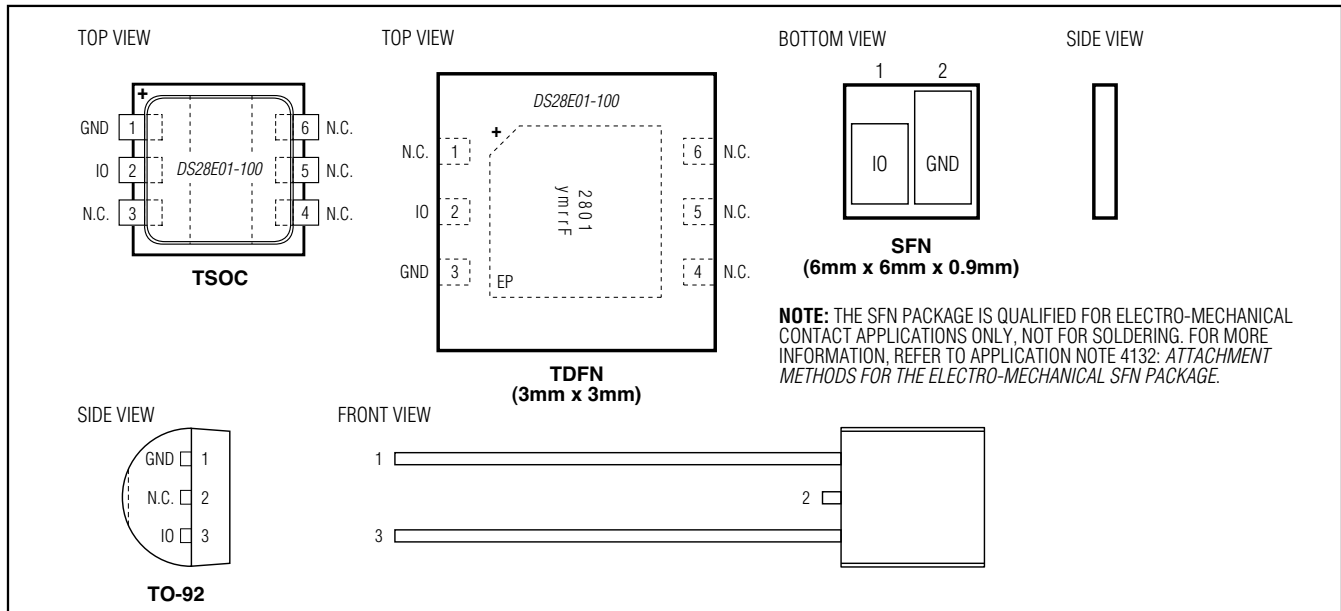 TOP VIEW
+
GND 1
IO 2
N.C. 3
DS28E01-100
6 N.C.
5 N.C.
4 N.C.
TSOC
TOP VIEW
DS28E01-100
+
N.C. 1
IO 2
GND 3
2801
ymrrF
EP
6 N.C.
5 N.C.
4 N.C.
TDFN
(3mm x 3mm)
BOTTOM VIEW
1 2
IO GND
SFN
(6mm x 6mm x 0.9mm)
SIDE VIEW
NOTE: THE SFN PACKAGE IS QUALIFIED FOR ELECTRO-MECHANICAL
CONTACT APPLICATIONS ONLY, NOT FOR SOLDERING. FOR MORE
INFORMATION, REFER TO APPLICATION NOTE 4132: ATTACHMENT
METHODS FOR THE ELECTRO-MECHANICAL SFN PACKAGE.
SIDE VIEW
GND 1
N.C. 2
IO 3
TO-92
FRONT VIEW
1
2
3